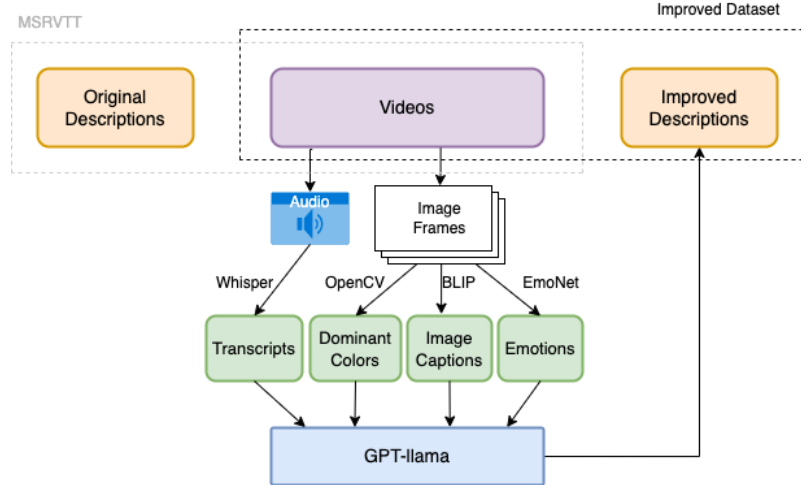 Improved Dataset
MSRVTT
Original
Descriptions
Videos
Improved
Descriptions
Audio
Image
Frames
Whisper
OpenCV
BLIP
EmoNet
Transcripts
Dominant
Colors
Image
Captions
Emotions
GPT-llama